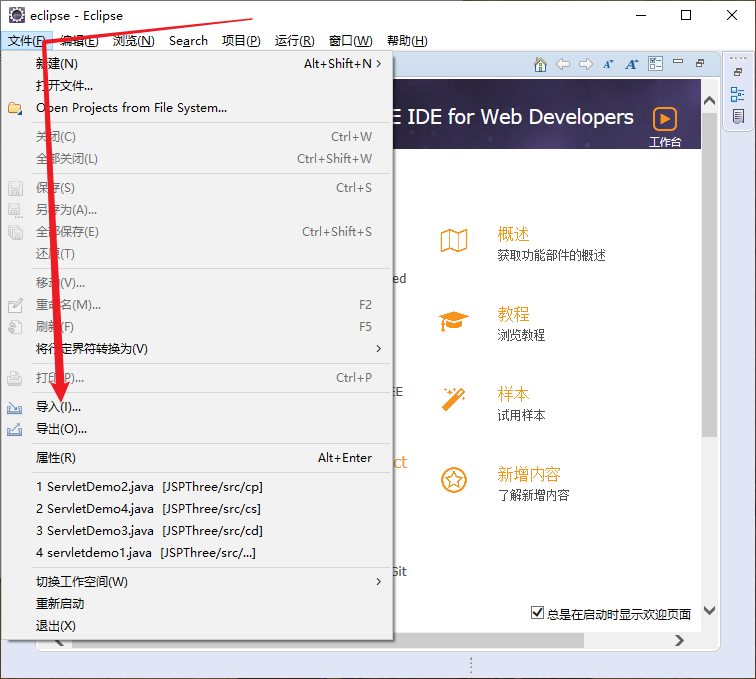 eclipse - Eclipse
文件(F) 编辑(E) 浏览(N) Search 项目(P) 运行(R) 窗口(W) 帮助(H)
新建(N) Alt+Shift+N
打开文件...
Open Projects from File System...
关闭(C) Ctrl+W
全部关闭(L) Ctrl+Shift+W
保存(S) Ctrl+S
另存为(A)...
全部保存(E) Ctrl+Shift+S
还原(T)
移动(V)...
重命名(M)... F2
刷新(F) F5
将行定界符转换为(V)
打印(P)... Ctrl+P
导入(I)...
导出(O)...
属性(R) Alt+Enter
1 ServletDemo2.java [JSPThree/src/cp]
2 ServletDemo4.java [JSPThree/src/cs]
3 ServletDemo3.java [JSPThree/src/cd]
4 servletdemo1.java [JSPThree/src/...]
切换工作空间(W)
重新启动
退出(X)
E IDE for Web Developers
工作台
概述
获取功能部件的概述
ed
教程
浏览教程
EE
样本
试用样本
ct
新增内容
了解新增内容
Git
总是在启动时显示欢迎页面